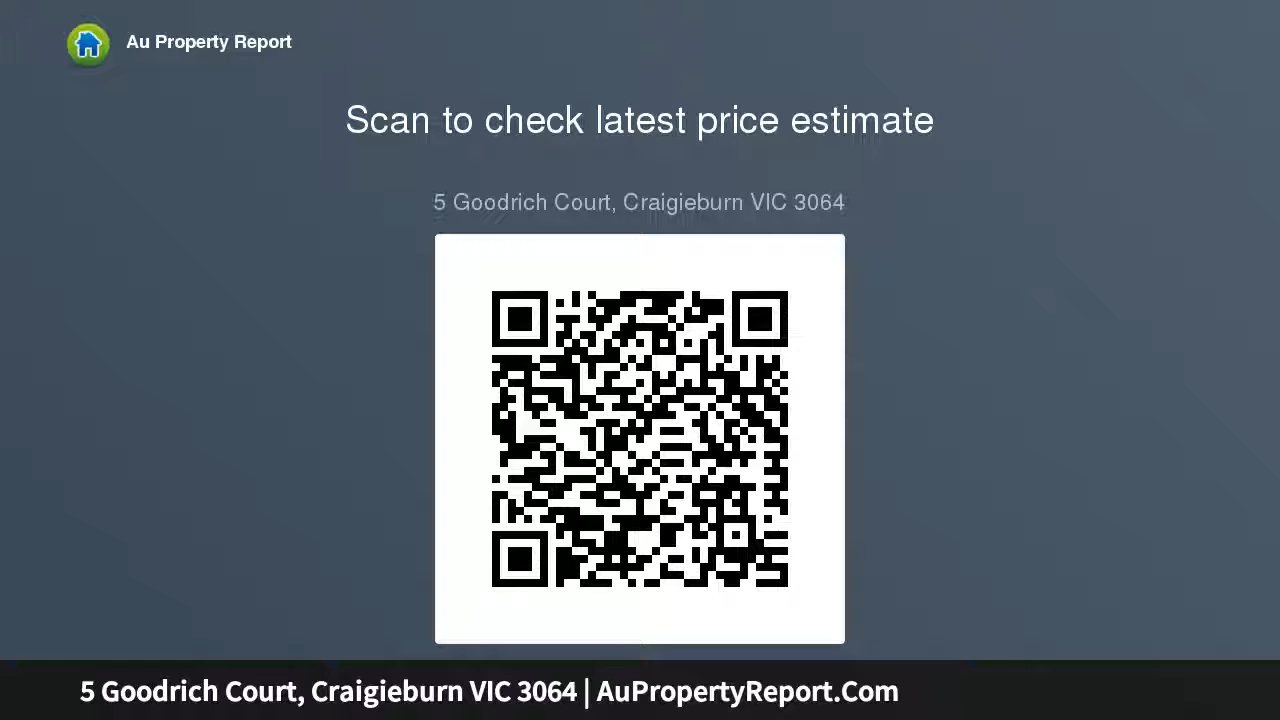 Au Property Report
Scan to check latest price estimate
5 Goodrich Court, Craigieburn VIC 3064
5 Goodrich Court, Craigieburn VIC 3064 | AuPropertyReport.Com